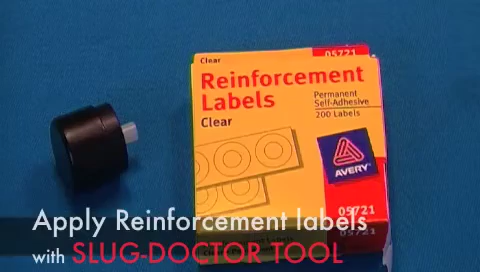 Clear
05721
Reinforcement
Labels
Clear
Permanent
Self-Adhesive
200 Labels
AVERY
05721
Apply Reinforcement labels
05721
with SLUG-DOCTOR TOOL